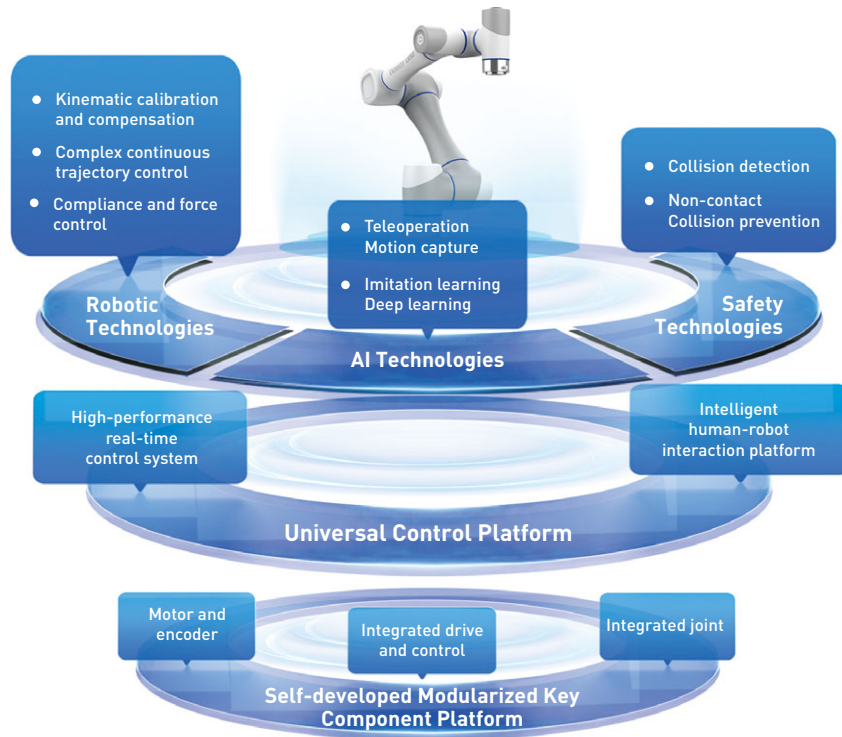 Kinematic calibration
and compensation
Complex continuous
trajectory control
Compliance and force
control
Collision detection
Non-contact
Collision prevention
Teleoperation
Motion capture
Imitation learning
Deep learning
Robotic
Technologies
AI Technologies
Safety
Technologies
High-performance
real-time
control system
Intelligent
human-robot
interaction platform
Universal Control Platform
Motor and
encoder
Integrated drive
and control
Integrated joint
Self-developed Modularized Key
Component Platform